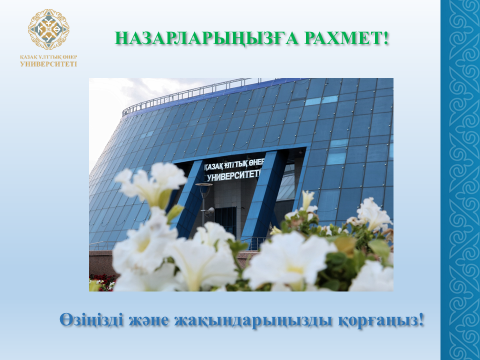 ҚАЗАҚ ҰЛТТЫҚ ӨНЕР
УНИВЕРСИТЕТІ
НАЗАРЛАРЫҢЫЗҒА РАХМЕТ!
ҚАЗАҚ ҰЛТТЫҚ ӨНЕР
УНИВЕРСИТЕТІ
Өзіңізді және жақындарыңызды қорғаңыз!